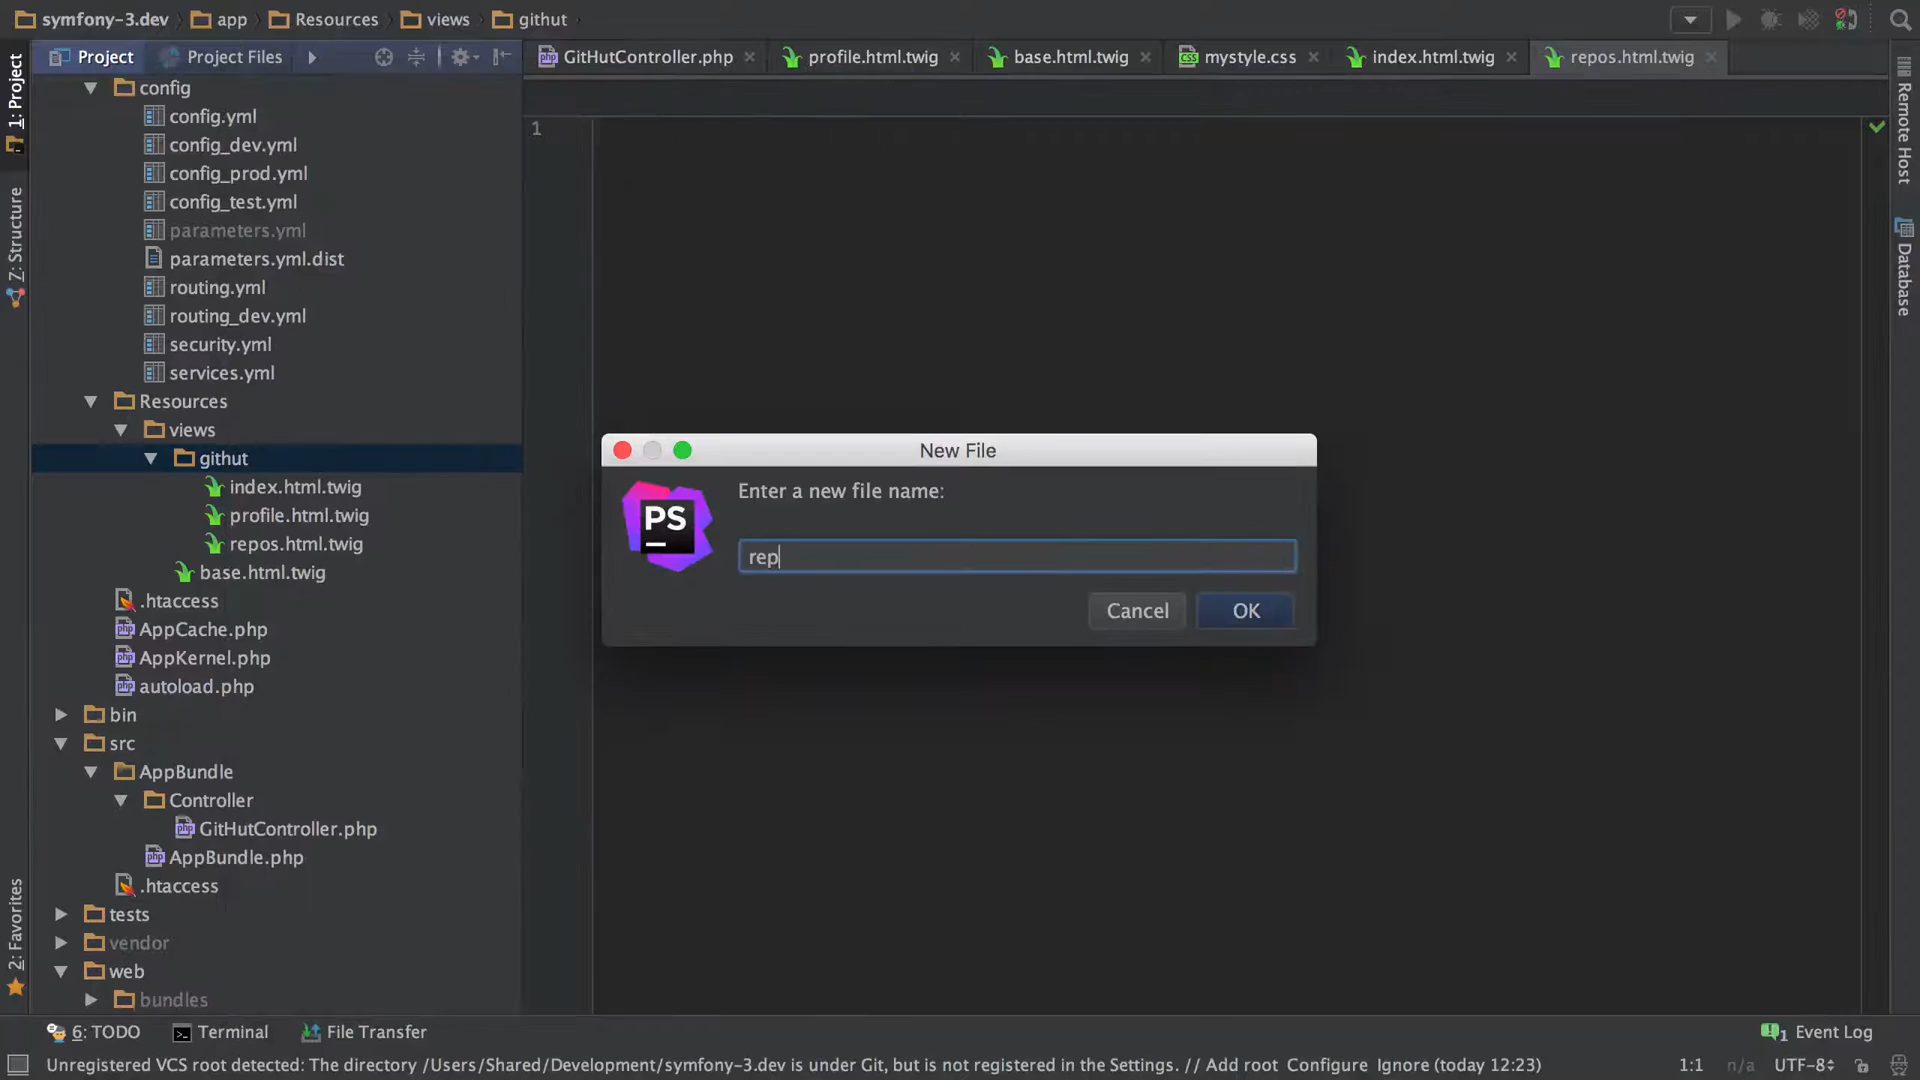 symfony-3.dev app Resources views githut
Project Project Files
GitHutController.php profile.html.twig base.html.twig mystyle.css index.html.twig repos.html.twig
1: Project
Z: Structure
2: Favorites
config
config.yml
config_dev.yml
config_prod.yml
config_test.yml
parameters.yml
parameters.yml.dist
routing.yml
routing_dev.yml
security.yml
services.yml
Resources
views
githut
index.html.twig
profile.html.twig
repos.html.twig
base.html.twig
.htaccess
AppCache.php
AppKernel.php
autoload.php
bin
src
AppBundle
Controller
GitHutController.php
AppBundle.php
.htaccess
tests
vendor
web
bundles
1
New File
PS
Enter a new file name:
rep
Cancel OK
Remote Host
Database
6: TODO Terminal File Transfer
1 Event Log
Unregistered VCS root detected: The directory /Users/Shared/Development/symfony-3.dev is under Git, but is not registered in the Settings. // Add root Configure Ignore (today 12:23) 1:1 n/a UTF-8